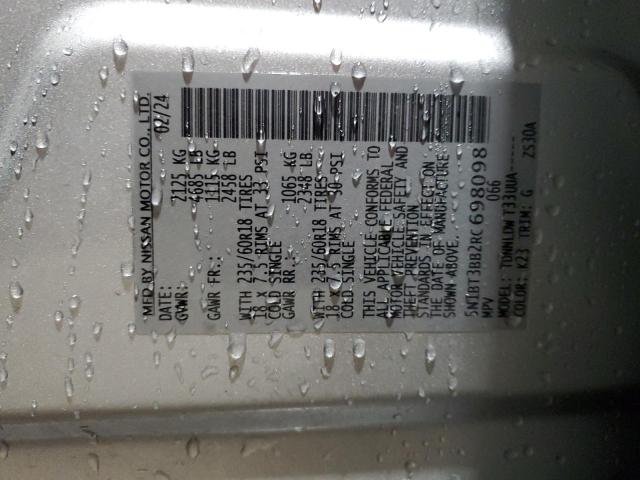 MFD BY NISSAN MOTOR CO., LTD.
DATE: 02/24
GVWR: 2125 KG
4685 LB
GAWR FR.: 1115 KG
2458 LB
WITH 235/60R18 TIRES
18 X 7.5 RIMS AT 33 PSI
COLD SINGLE
GAWR RR.: 1065 KG
2348 LB
WITH 235/60R18 TIRES
18 X 7.5 RIMS AT 30 PSI
COLD SINGLE
THIS VEHICLE CONFORMS TO
ALL APPLICABLE FEDERAL
MOTOR VEHICLE SAFETY AND
THEFT PREVENTION
STANDARDS IN EFFECT ON
THE DATE OF MANUFACTURE
SHOWN ABOVE.
5N1BT3BB2RC698098
MPV 066
MODEL: TDNNLDW T33UUA-----
COLOR: K23 TRIM: G ZS30A